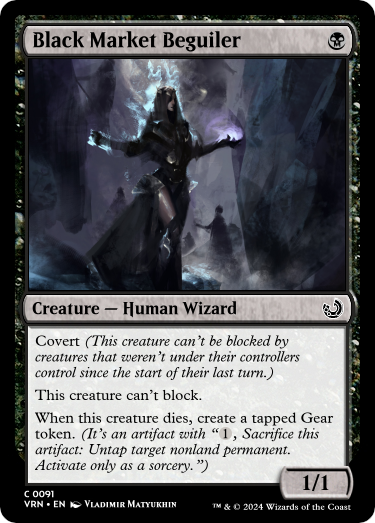 Black Market Beguiler
Creature — Human Wizard
Covert (This creature can't be blocked by
creatures that weren't under their controllers
control since the start of their last turn.)
This creature can't block.
When this creature dies, create a tapped Gear
token. (It's an artifact with “1, Sacrifice this
artifact: Untap target nonland permanent.
Activate only as a sorcery.”)
1/1
C 0091
VRN • EN Vladimir Matyukhin
™ & © 2024 Wizards of the Coast